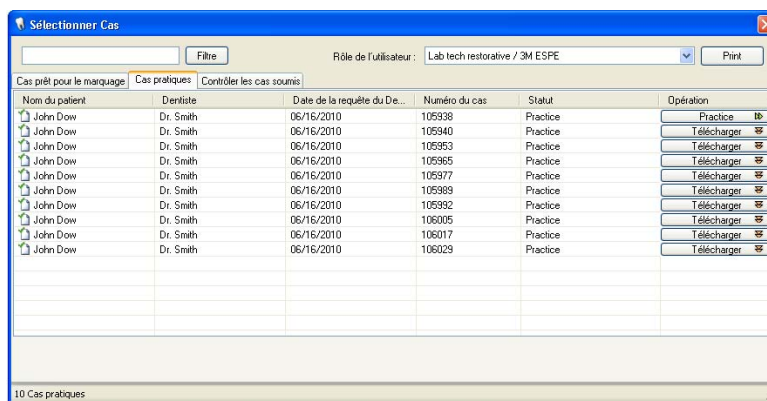 Sélectionner Cas
Filtre Rôle de l'utilisateur : Lab tech restorative / 3M ESPE Print
Cas prêt pour le marquage Cas pratiques Contrôler les cas soumis
Nom du patient Dentiste Date de la requête du De... Numéro du cas Statut Opération
John Dow Dr. Smith 06/16/2010 105938 Practice Practice
John Dow Dr. Smith 06/16/2010 105940 Practice Télécharger
John Dow Dr. Smith 06/16/2010 105953 Practice Télécharger
John Dow Dr. Smith 06/16/2010 105965 Practice Télécharger
John Dow Dr. Smith 06/16/2010 105977 Practice Télécharger
John Dow Dr. Smith 06/16/2010 105989 Practice Télécharger
John Dow Dr. Smith 06/16/2010 105992 Practice Télécharger
John Dow Dr. Smith 06/16/2010 106005 Practice Télécharger
John Dow Dr. Smith 06/16/2010 106017 Practice Télécharger
John Dow Dr. Smith 06/16/2010 106029 Practice Télécharger
10 Cas pratiques